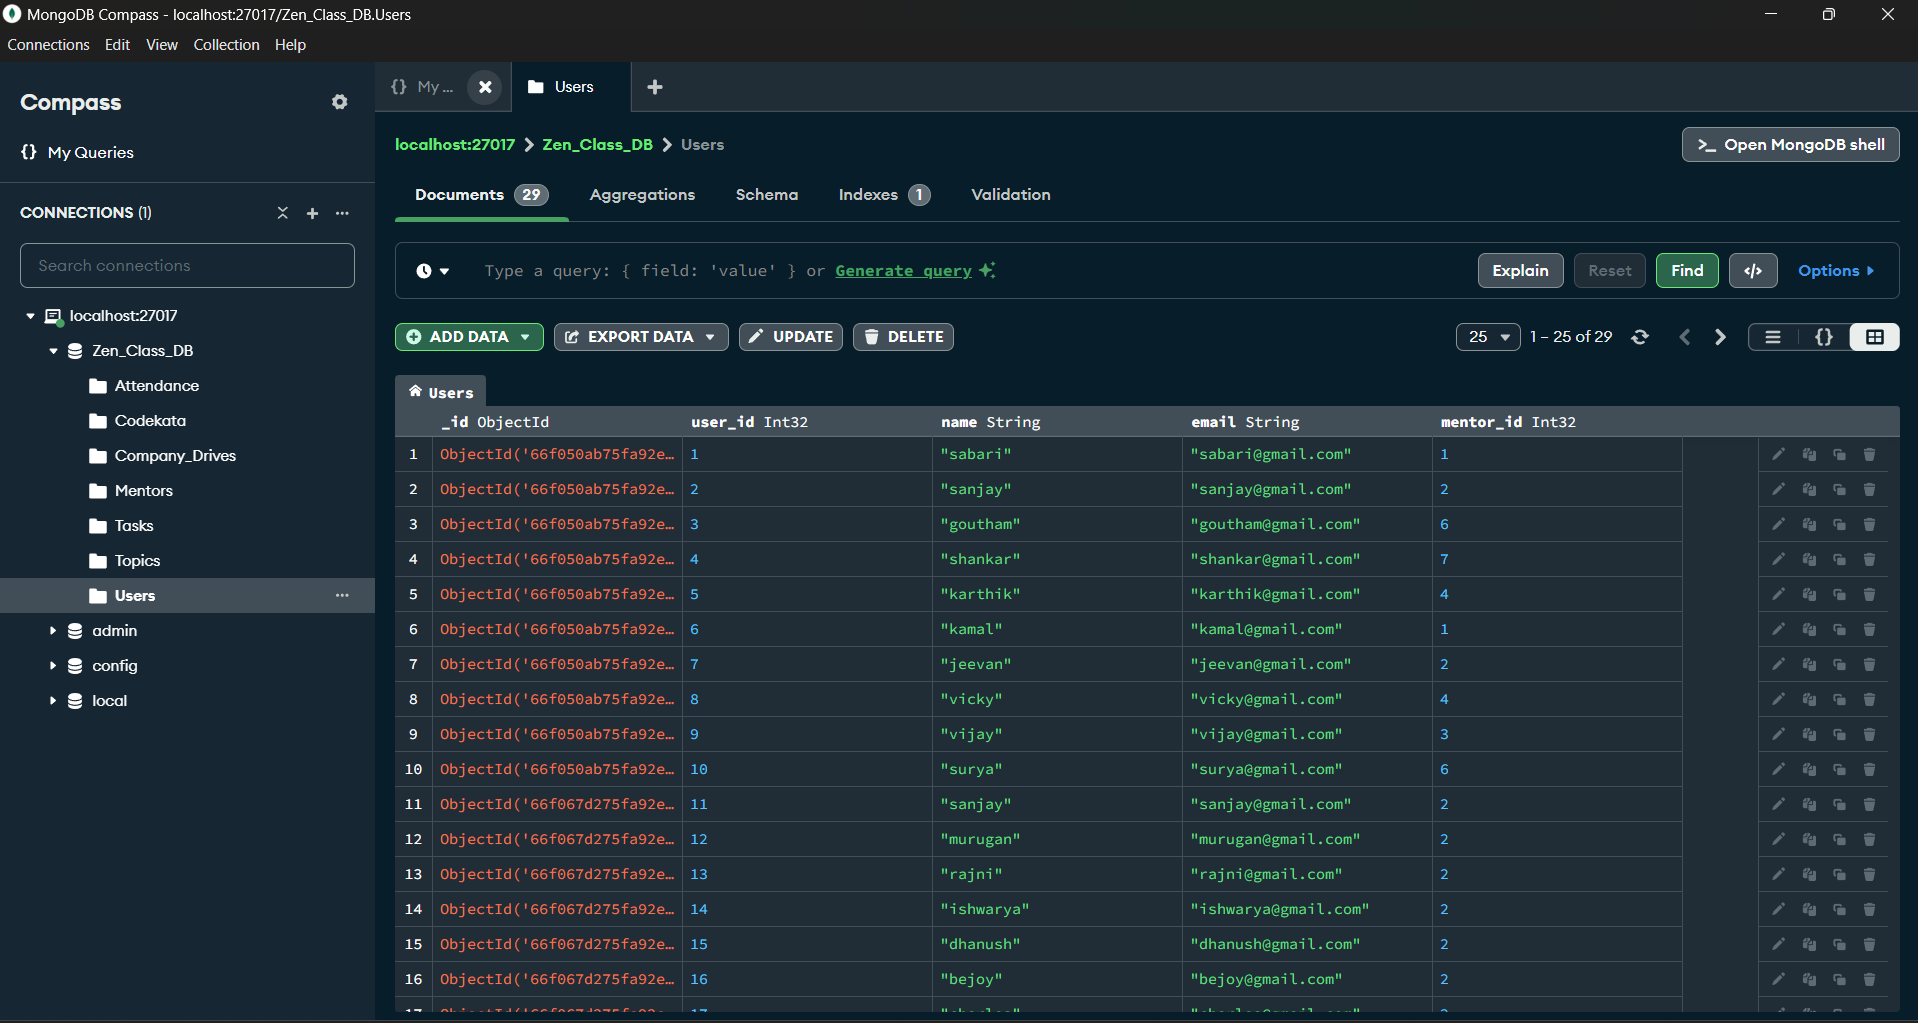 MongoDB Compass - localhost:27017/Zen_Class_DB.Users
Connections Edit View Collection Help
Compass
{} My Queries
CONNECTIONS (1)
Search connections
localhost:27017
Zen_Class_DB
Attendance
Codekata
Company_Drives
Mentors
Tasks
Topics
Users
admin
config
local
{} My ...
Users
localhost:27017 > Zen_Class_DB > Users
>_ Open MongoDB shell
Documents 29 Aggregations Schema Indexes 1 Validation
Type a query: { field: 'value' } or Generate query
Explain Reset Find </> Options
ADD DATA EXPORT DATA UPDATE DELETE
25 1 – 25 of 29 {}
Users
_id ObjectId user_id Int32 name String email String mentor_id Int32
1 ObjectId('66f050ab75fa92e… 1 "sabari" "sabari@gmail.com" 1
2 ObjectId('66f050ab75fa92e… 2 "sanjay" "sanjay@gmail.com" 2
3 ObjectId('66f050ab75fa92e… 3 "goutham" "goutham@gmail.com" 6
4 ObjectId('66f050ab75fa92e… 4 "shankar" "shankar@gmail.com" 7
5 ObjectId('66f050ab75fa92e… 5 "karthik" "karthik@gmail.com" 4
6 ObjectId('66f050ab75fa92e… 6 "kamal" "kamal@gmail.com" 1
7 ObjectId('66f050ab75fa92e… 7 "jeevan" "jeevan@gmail.com" 2
8 ObjectId('66f050ab75fa92e… 8 "vicky" "vicky@gmail.com" 4
9 ObjectId('66f050ab75fa92e… 9 "vijay" "vijay@gmail.com" 3
10 ObjectId('66f050ab75fa92e… 10 "surya" "surya@gmail.com" 6
11 ObjectId('66f067d275fa92e… 11 "sanjay" "sanjay@gmail.com" 2
12 ObjectId('66f067d275fa92e… 12 "murugan" "murugan@gmail.com" 2
13 ObjectId('66f067d275fa92e… 13 "rajni" "rajni@gmail.com" 2
14 ObjectId('66f067d275fa92e… 14 "ishwarya" "ishwarya@gmail.com" 2
15 ObjectId('66f067d275fa92e… 15 "dhanush" "dhanush@gmail.com" 2
16 ObjectId('66f067d275fa92e… 16 "bejoy" "bejoy@gmail.com" 2